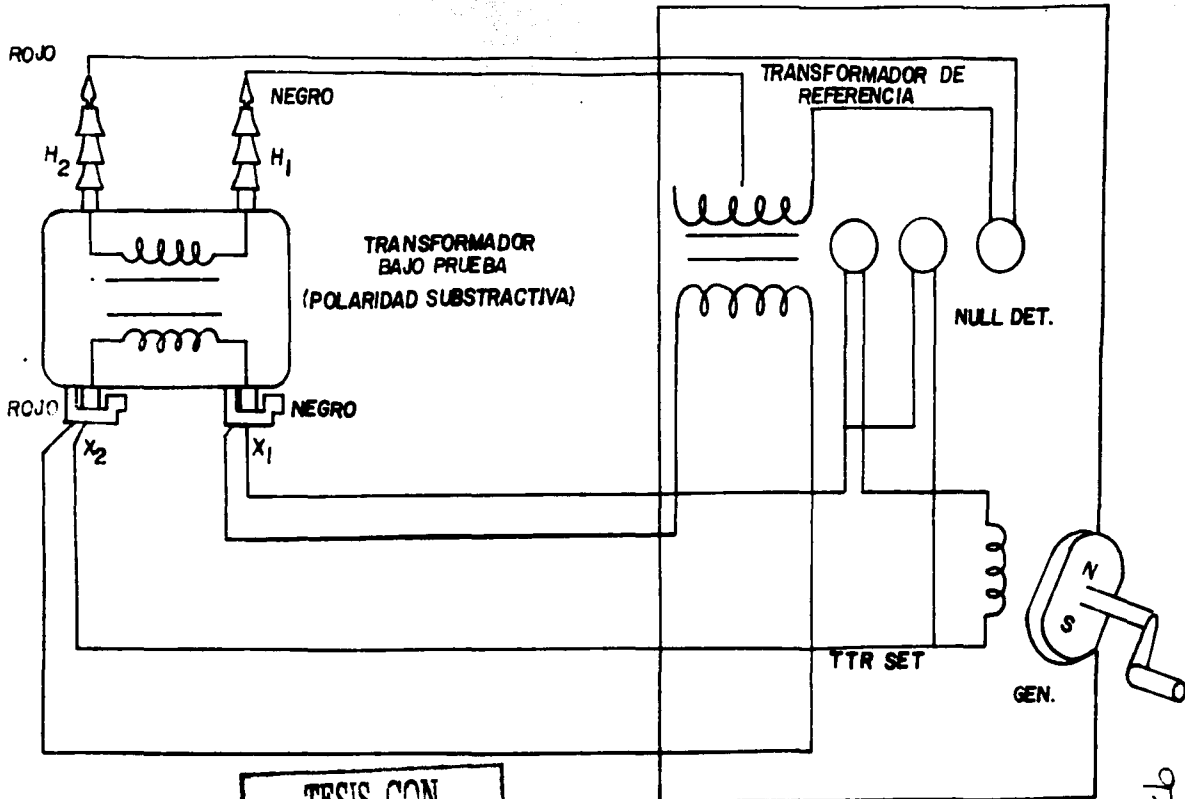 ROJO
NEGRO
TRANSFORMADOR DE
REFERENCIA
H2
H1
TRANSFORMADOR
BAJO PRUEBA
(POLARIDAD SUBSTRACTIVA)
NULL DET.
ROJO
NEGRO
X2
X1
N
S
TTR SET
GEN.
TESIS CON